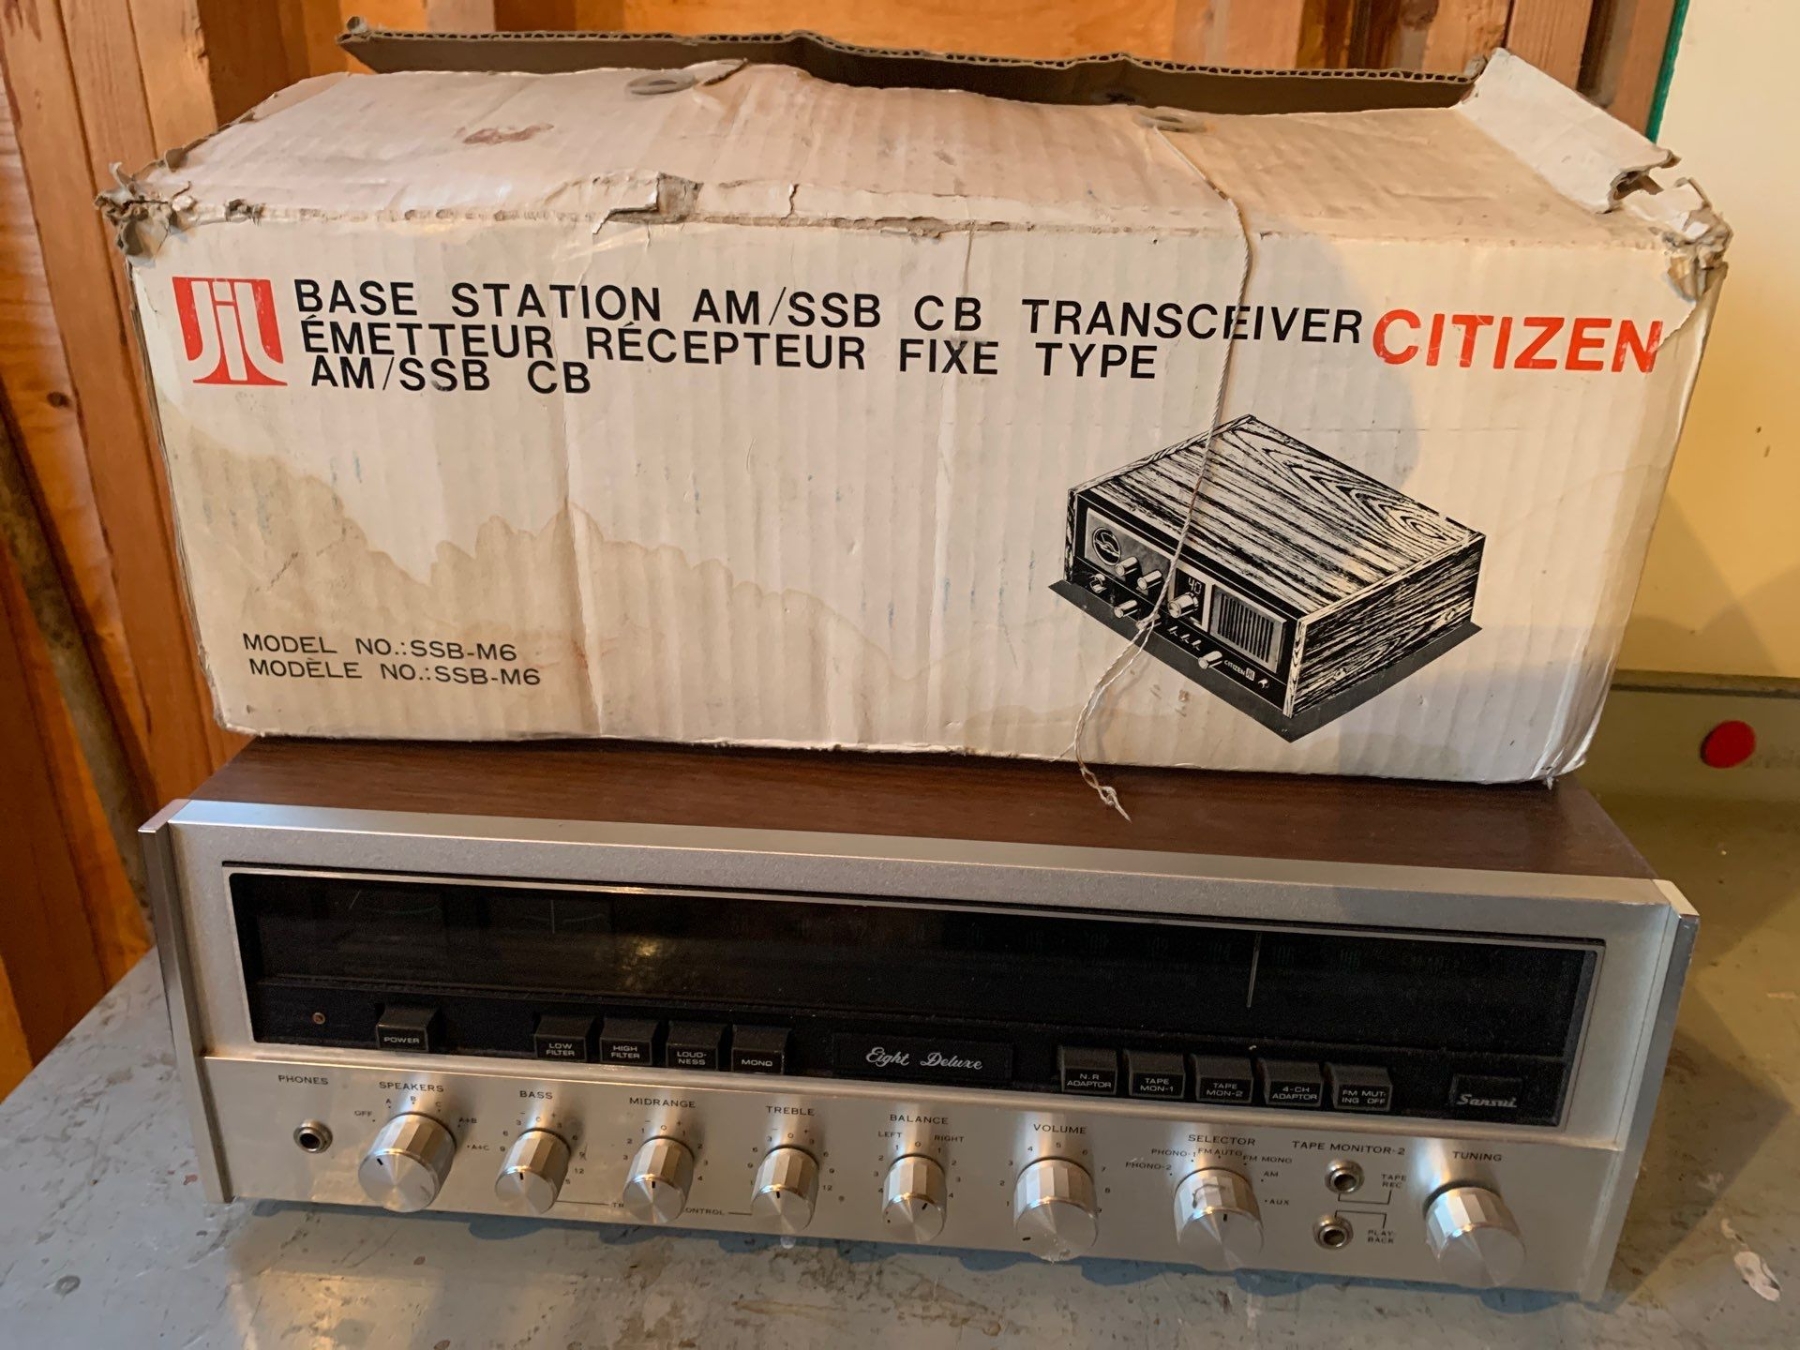 JiL
BASE STATION AM/SSB CB TRANSCEIVER CITIZEN
ÉMETTEUR RÉCEPTEUR FIXE TYPE
AM/SSB CB
40
CITIZEN
MODEL NO.:SSB-M6
MODÈLE NO.:SSB-M6
POWER
LOW FILTER
HIGH FILTER
LOUD-NESS
MONO
Eight Deluxe
N.R ADAPTOR
TAPE MON-1
TAPE MON-2
4-CH ADAPTOR
FM MUT-ING OFF
Sansui
PHONES
SPEAKERS
OFF A B C A+B A+C
BASS
MIDRANGE
TREBLE
BALANCE
LEFT RIGHT
VOLUME
SELECTOR
PHONO-2 PHONO-1 FM AUTO FM MONO AM AUX
TAPE MONITOR-2
TAPE REC
PLAY-BACK
TUNING